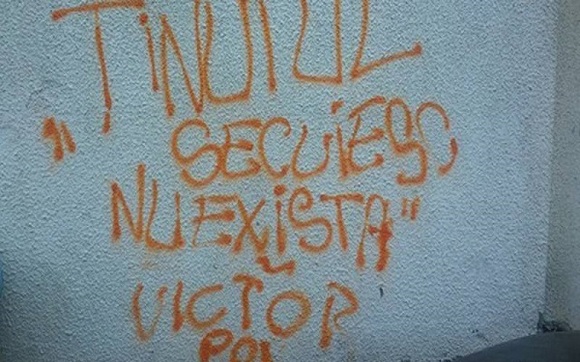 TINUTUL
SECUIESC
„NU EXISTA"
VICTOR